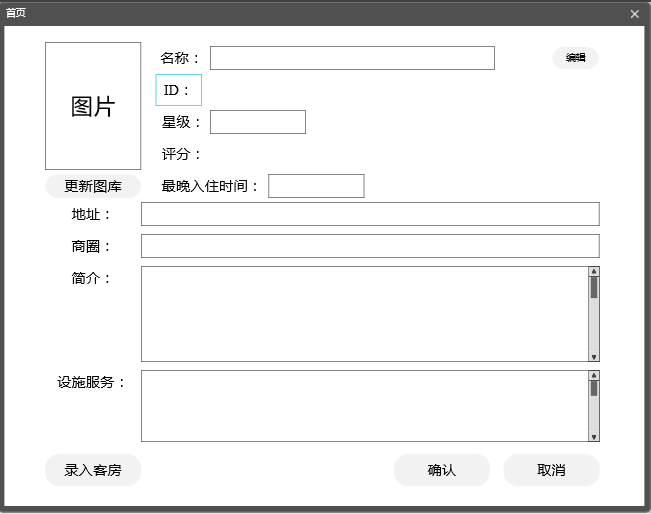 首页
图片
名称：
编辑
ID：
星级：
评分：
更新图库
最晚入住时间：
地址：
商圈：
简介：
设施服务：
录入客房
确认
取消